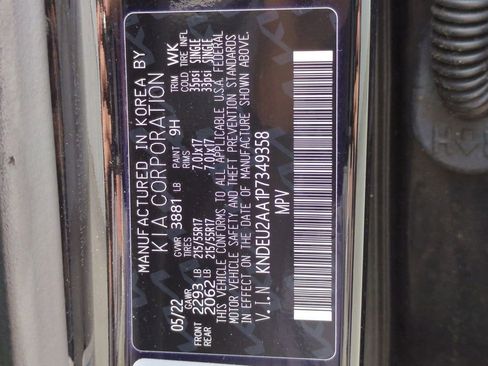 MANUFACTURED IN KOREA BY
KIA CORPORATION
05/22 GVWR 3881 LB PAINT 9H TRIM WK
GAWR TIRES RIMS COLD TIRE INFL
FRONT 2293 LB 215/55R17 7.0Jx17 35psi SINGLE
REAR 2062 LB 215/55R17 7.0Jx17 33psi SINGLE
THIS VEHICLE CONFORMS TO ALL APPLICABLE U.S.A. FEDERAL
MOTOR VEHICLE SAFETY AND THEFT PREVENTION STANDARDS
IN EFFECT ON THE DATE OF MANUFACTURE SHOWN ABOVE.
V.I.N KNDEU2AA1P7349358
MPV